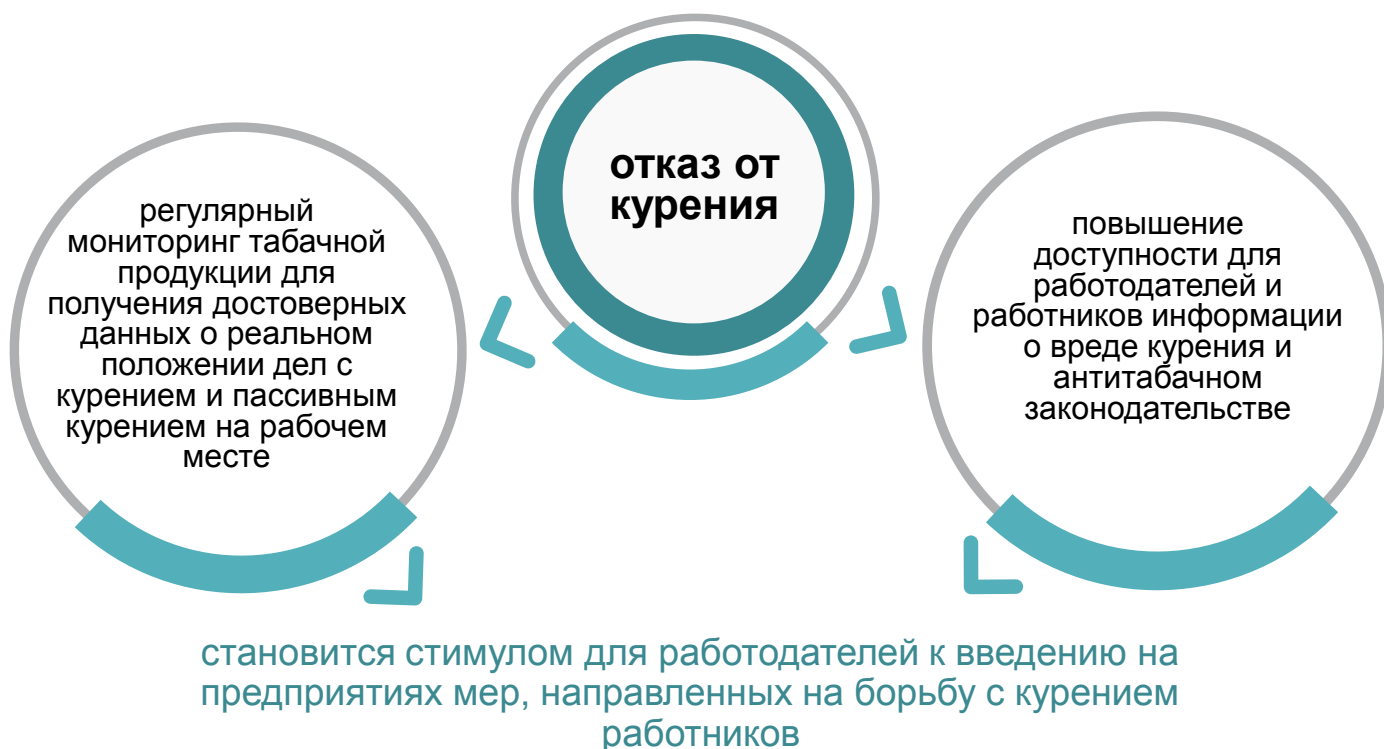 отказ от
курения
регулярный
мониторинг табачной
продукции для
получения достоверных
данных о реальном
положении дел с
курением и пассивным
курением на рабочем
месте
повышение
доступности для
работодателей и
работников информации
о вреде курения и
антитабачном
законодательстве
становится стимулом для работодателей к введению на
предприятиях мер, направленных на борьбу с курением
работников